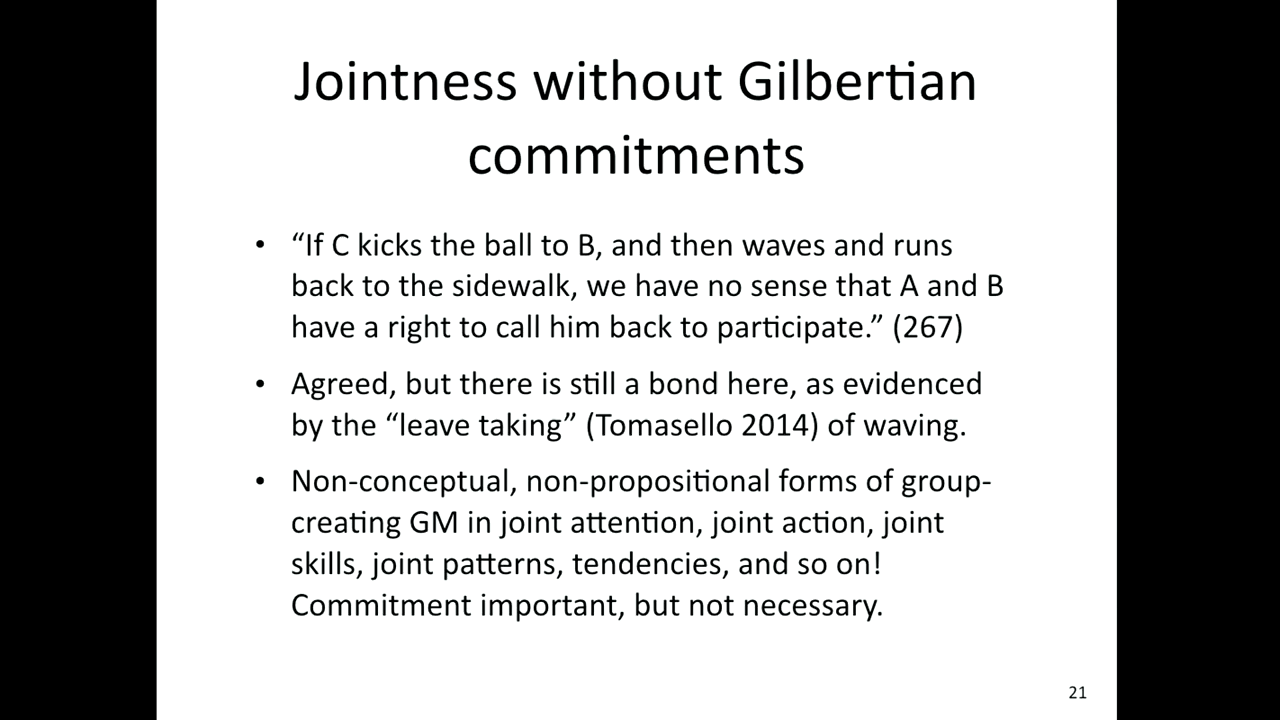 Jointness without Gilbertian
commitments
• “If C kicks the ball to B, and then waves and runs
back to the sidewalk, we have no sense that A and B
have a right to call him back to participate.” (267)
• Agreed, but there is still a bond here, as evidenced
by the “leave taking” (Tomasello 2014) of waving.
• Non-conceptual, non-propositional forms of group-
creating GM in joint attention, joint action, joint
skills, joint patterns, tendencies, and so on!
Commitment important, but not necessary.
21